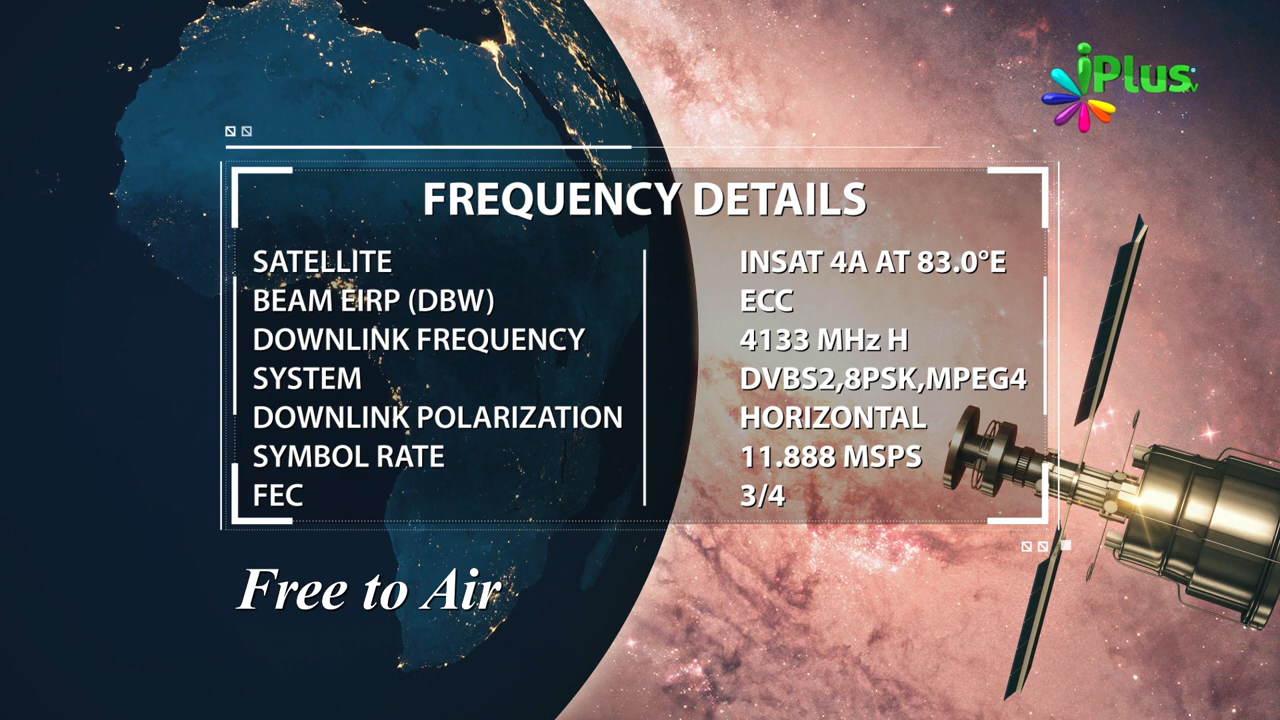 iPlus
TV
FREQUENCY DETAILS
SATELLITE INSAT 4A AT 83.0°E
BEAM EIRP (DBW) ECC
DOWNLINK FREQUENCY 4133 MHz H
SYSTEM DVBS2,8PSK,MPEG4
DOWNLINK POLARIZATION HORIZONTAL
SYMBOL RATE 11.888 MSPS
FEC 3/4
Free to Air